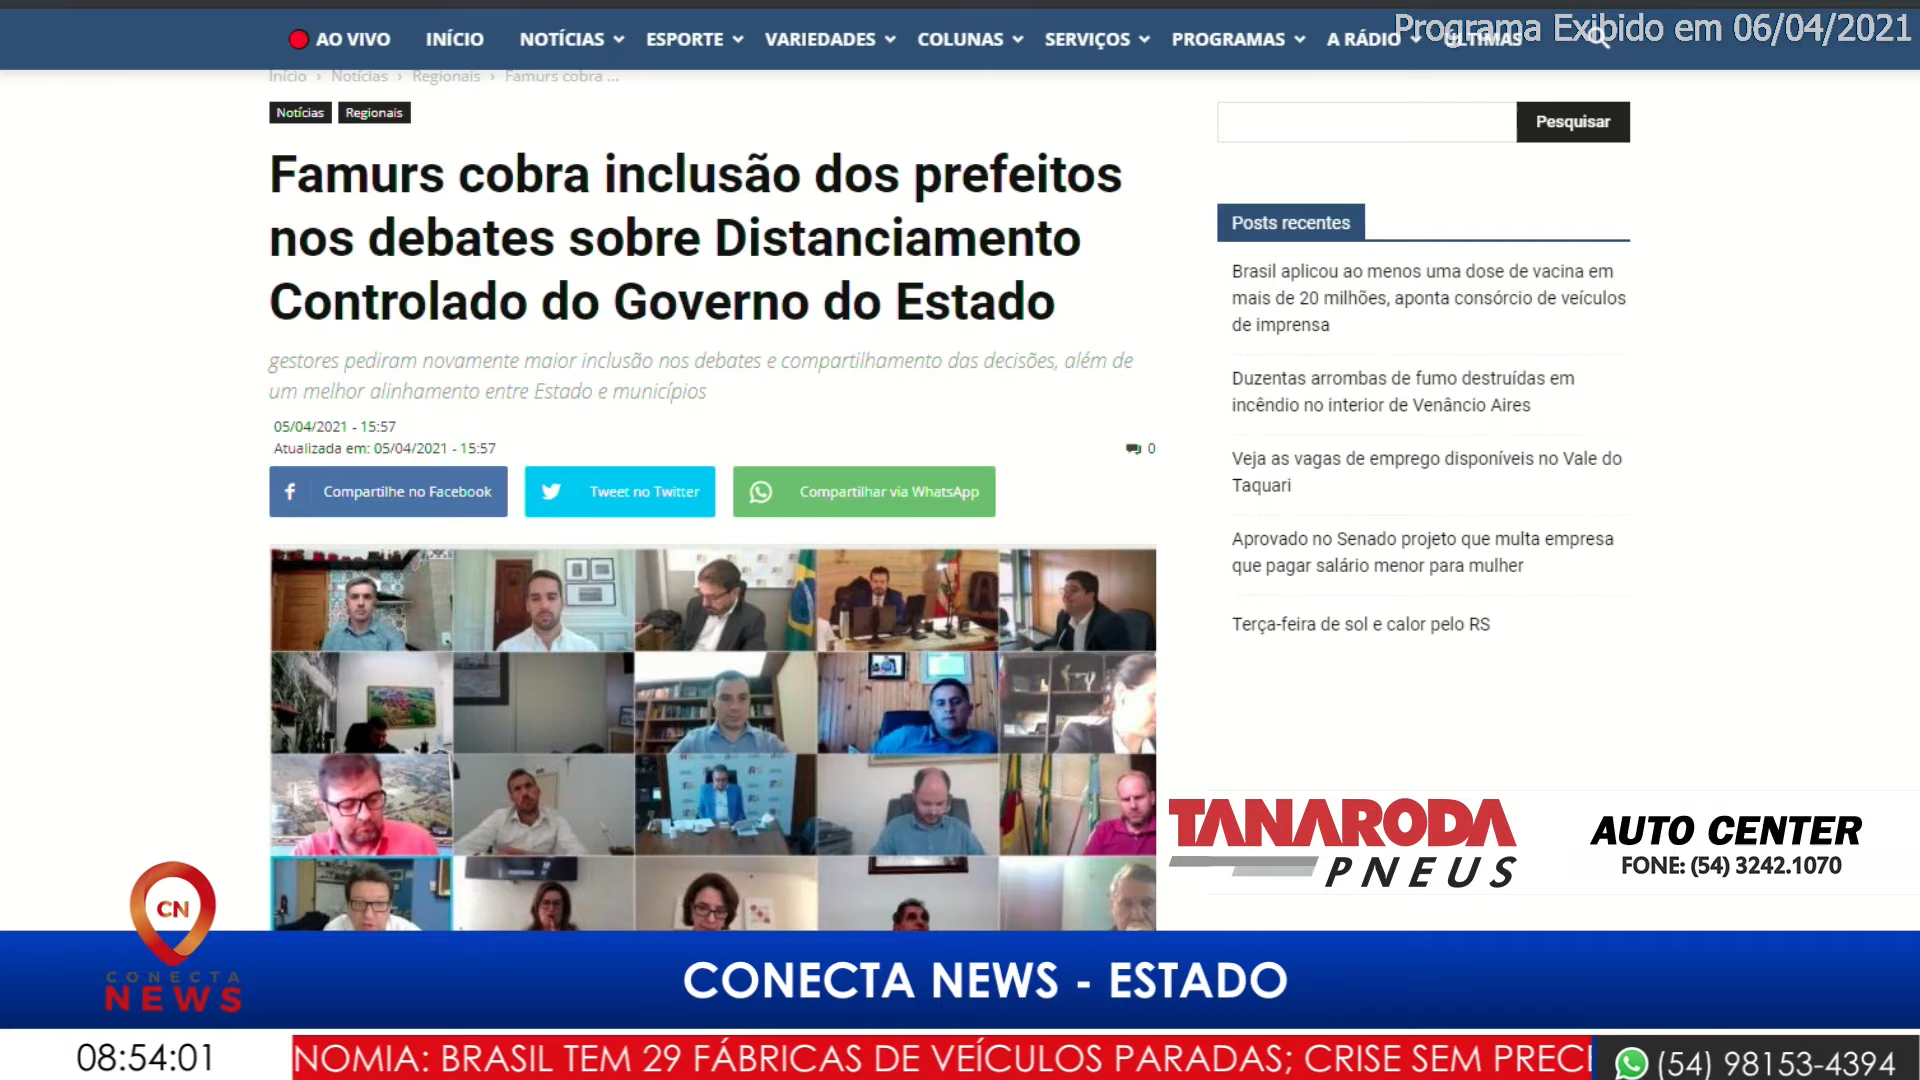 Programa Exibido em 06/04/2021
AO VIVO INÍCIO NOTÍCIAS ESPORTE VARIEDADES COLUNAS SERVIÇOS PROGRAMAS A RÁDIO ÚLTIMAS
Início › Notícias › Regionais › Famurs cobra ...
Notícias Regionais
Famurs cobra inclusão dos prefeitos
nos debates sobre Distanciamento
Controlado do Governo do Estado
gestores pediram novamente maior inclusão nos debates e compartilhamento das decisões, além de
um melhor alinhamento entre Estado e municípios
05/04/2021 - 15:57
Atualizada em: 05/04/2021 - 15:57
0
Compartilhe no Facebook
Tweet no Twitter
Compartilhar via WhatsApp
Pesquisar
Posts recentes
Brasil aplicou ao menos uma dose de vacina em
mais de 20 milhões, aponta consórcio de veículos
de imprensa
Duzentas arrombas de fumo destruídas em
incêndio no interior de Venâncio Aires
Veja as vagas de emprego disponíveis no Vale do
Taquari
Aprovado no Senado projeto que multa empresa
que pagar salário menor para mulher
Terça-feira de sol e calor pelo RS
TANARODA
PNEUS
AUTO CENTER
FONE: (54) 3242.1070
CN
CONECTA
NEWS
CONECTA NEWS - ESTADO
08:54:01
NOMIA: BRASIL TEM 29 FÁBRICAS DE VEÍCULOS PARADAS; CRISE SEM PRECE
(54) 98153-4394